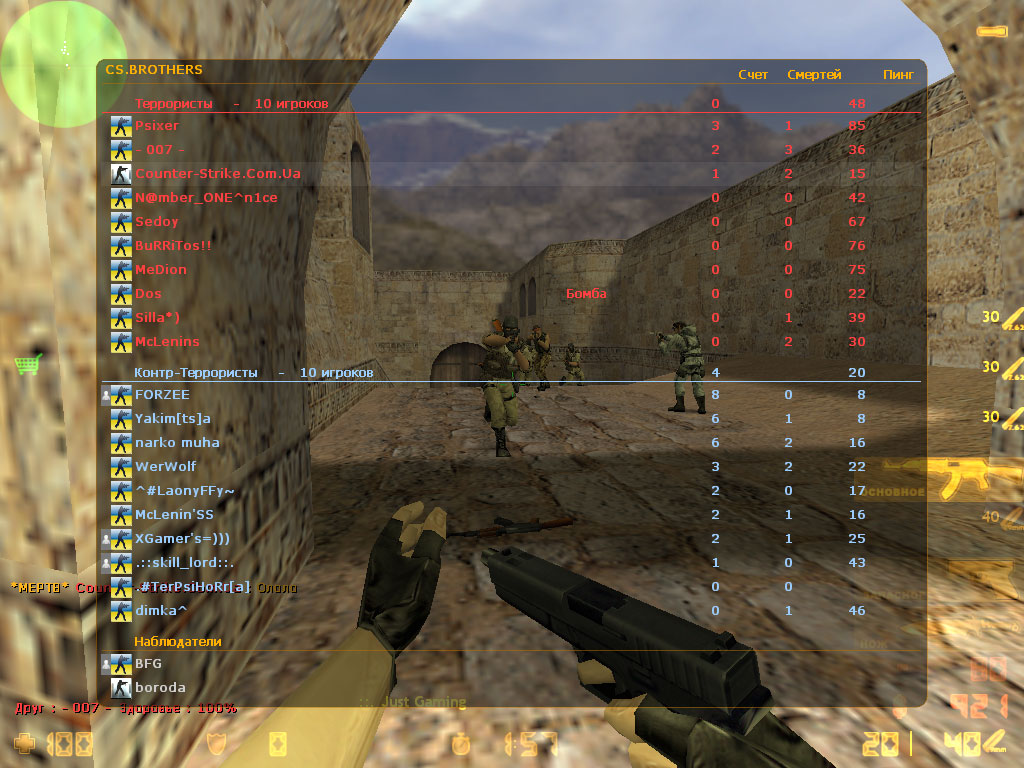 CS.BROTHERS
Счет Смертей Пинг
Террористы - 10 игроков 0 48
Psixer 3 1 85
- 007 - 2 3 36
Counter-Strike.Com.Ua 1 2 15
N@mber_ONE^n1ce 0 0 42
Sedoy 0 0 67
BuRRiTos!! 0 0 76
MeDion 0 0 75
Dos Бомба 0 0 22
Silla*) 0 1 39
McLenins 0 2 30
Контр-Террористы - 10 игроков 4 20
FORZEE 8 0 8
Yakim[ts]a 6 1 8
narko muha 6 2 16
WerWolf 3 2 22
^#LaonyFFy~ 2 0 17
McLenin'SS 2 1 16
XGamer's=))) 2 1 25
.::skill_lord::. 1 0 43
.#TerPsiHoRr[a] 0 0
dimka^ 0 1 46
Наблюдатели
BFG
boroda
30
30
30
ОСНОВНОЕ
40
*МЕРТВ* Ололо
Друг : - 007 - Здоровье : 100%
Just Gaming
921
100 0 1:57 20 | 40